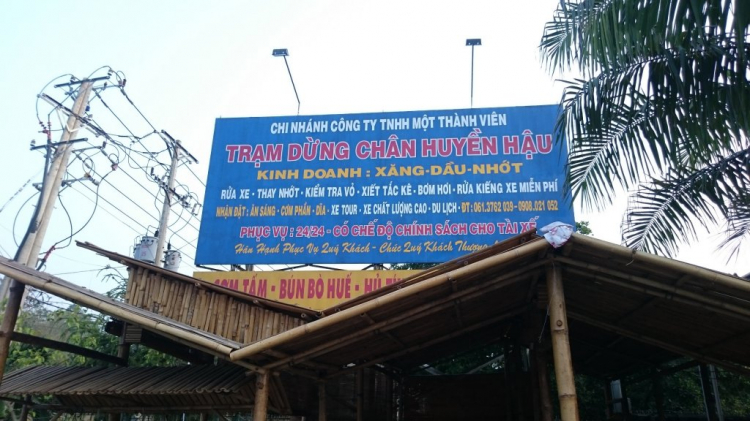 CHI NHÁNH CÔNG TY TNHH MỘT THÀNH VIÊN
TRẠM DỪNG CHÂN HUYỀN HẬU
KINH DOANH : XĂNG-DẦU-NHỚT
RỬA XE - THAY NHỚT - KIỂM TRA VỎ - XIẾT TẮC KÊ - BƠM HƠI - RỬA KIẾNG XE MIỄN PHÍ
NHẬN ĐẶT : ĂN SÁNG - CƠM PHẦN - DĨA - XE TOUR - XE CHẤT LƯỢNG CAO - DU LỊCH - ĐT : 061.3762 039 - 0908.021 052
PHỤC VỤ : 24/24 - CÓ CHẾ ĐỘ CHÍNH SÁCH CHO TÀI XẾ
Hân Hạnh Phục Vụ Quý Khách - Chúc Quý Khách Thượng
CƠM TẤM - BÚN BÒ HUẾ - HỦ